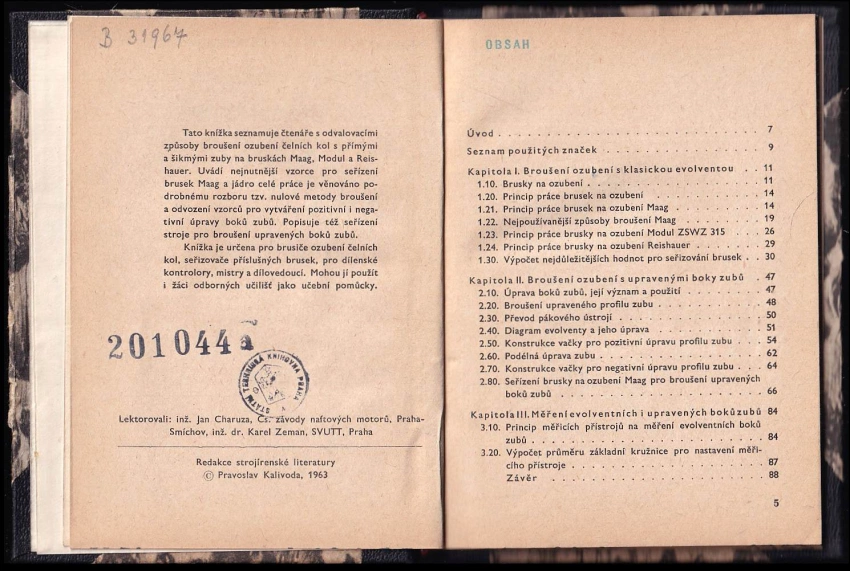 B 31967
Tato knížka seznamuje čtenáře s odvalovacími
způsoby broušení ozubení čelních kol s přímými
a šikmými zuby na bruskách Maag, Modul a Reis-
hauer. Uvádí nejnutnější vzorce pro seřízení
brusek Maag a jádro celé práce je věnováno po-
drobnému rozboru tzv. nulové metody broušení
a odvození vzorců pro vytváření pozitivní i nega-
tivní úpravy boků zubů. Popisuje též seřízení
stroje pro broušení upravených boků zubů.
Knížka je určena pro brusiče ozubení čelních
kol, seřizovače příslušných brusek, pro dílenské
kontrolory, mistry a dílovedoucí. Mohou jí použít
i žáci odborných učilišť jako učební pomůcky.
201044a
STÁTNÍ TECHNICKÁ KNIHOVNA PRAHA
Lektorovali: inž. Jan Charuza, Čs. závody naftových motorů, Praha-
Smíchov, inž. dr. Karel Zeman, SVUTT, Praha
Redakce strojírenské literatury
© Pravoslav Kalivoda, 1963
OBSAH
Úvod . . . . . . . . . . 7
Seznam použitých značek . . . . . . . . . . 9
Kapitola I. Broušení ozubení s klasickou evolventou . . 11
1.10. Brusky na ozubení . . . . . . . . . . 11
1.20. Princip práce brusek na ozubení . . . . . . . . . . 14
1.21. Princip práce brusek na ozubení Maag . . . . . . . . . . 14
1.22. Nejpoužívanější způsoby broušení Maag . . . . . . . . . . 19
1.23. Princip práce brusky na ozubení Modul ZSWZ 315 . . . . 26
1.24. Princip práce brusky na ozubení Reishauer . . . . . . . . 29
1.30. Výpočet nejdůležitějších hodnot pro seřizování brusek . . 30
Kapitola II. Broušení ozubení s upravenými boky zubů . 47
2.10. Úprava boků zubů, její význam a použití . . . . . . . . 47
2.20. Broušení upraveného profilu zubu . . . . . . . . . . 48
2.30. Převod pákového ústrojí . . . . . . . . . . 50
2.40. Diagram evolventy a jeho úprava . . . . . . . . . . 51
2.50. Konstrukce vačky pro pozitivní úpravu profilu zubu . . 54
2.60. Podélná úprava zubu . . . . . . . . . . 62
2.70. Konstrukce vačky pro negativní úpravu profilu zubu . . 64
2.80. Seřízení brusky na ozubení Maag pro broušení upravených
boků zubů . . . . . . . . . . 66
Kapitola III. Měření evolventních i upravených boků zubů 84
3.10. Princip měřicích přístrojů na měření evolventních boků
zubů . . . . . . . . . . 84
3.20. Výpočet průměru základní kružnice pro nastavení měři-
cího přístroje . . . . . . . . . . 87
Závěr . . . . . . . . . . 88
5